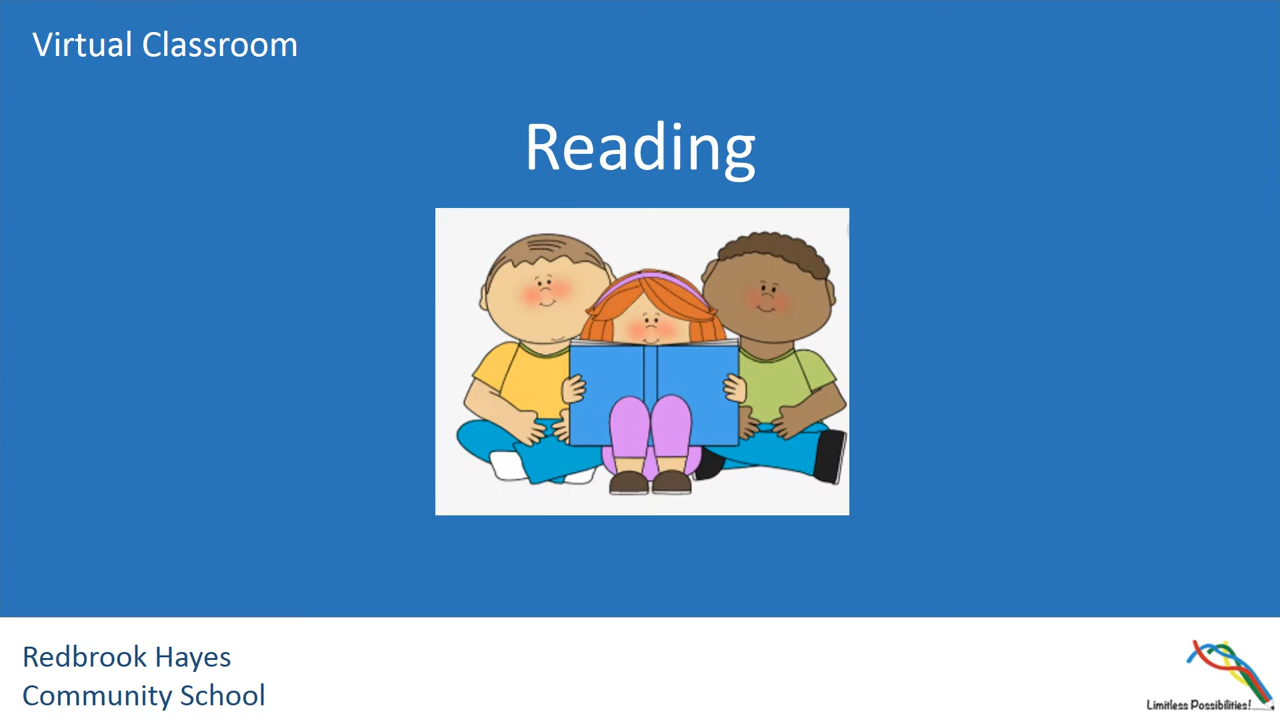 Virtual Classroom
Reading
Redbrook Hayes
Community School
Limitless Possibilities!